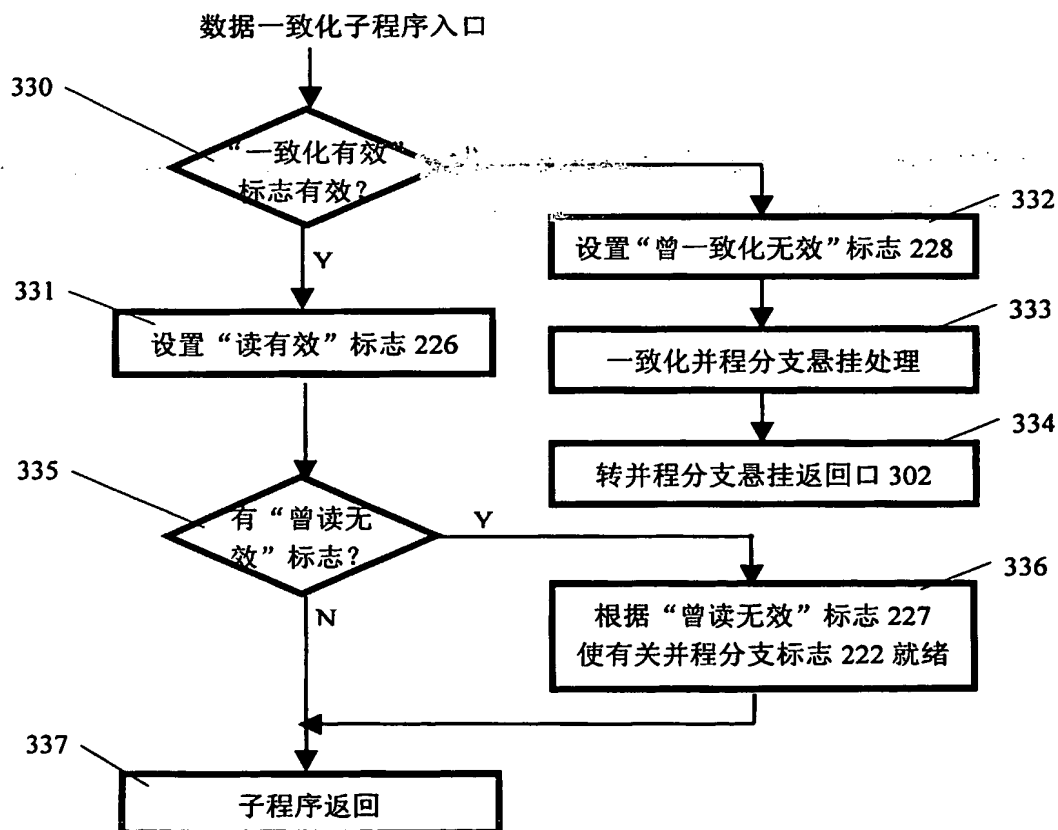 数据一致化子程序入口
330
“一致化有效”
标志有效?
332
设置“曾一致化无效”标志 228
Y
331
设置“读有效”标志 226
333
一致化并程分支悬挂处理
334
转并程分支悬挂返回口 302
335
有“曾读无
效”标志?
Y
336
根据“曾读无效”标志 227
使有关并程分支标志 222 就绪
N
337
子程序返回